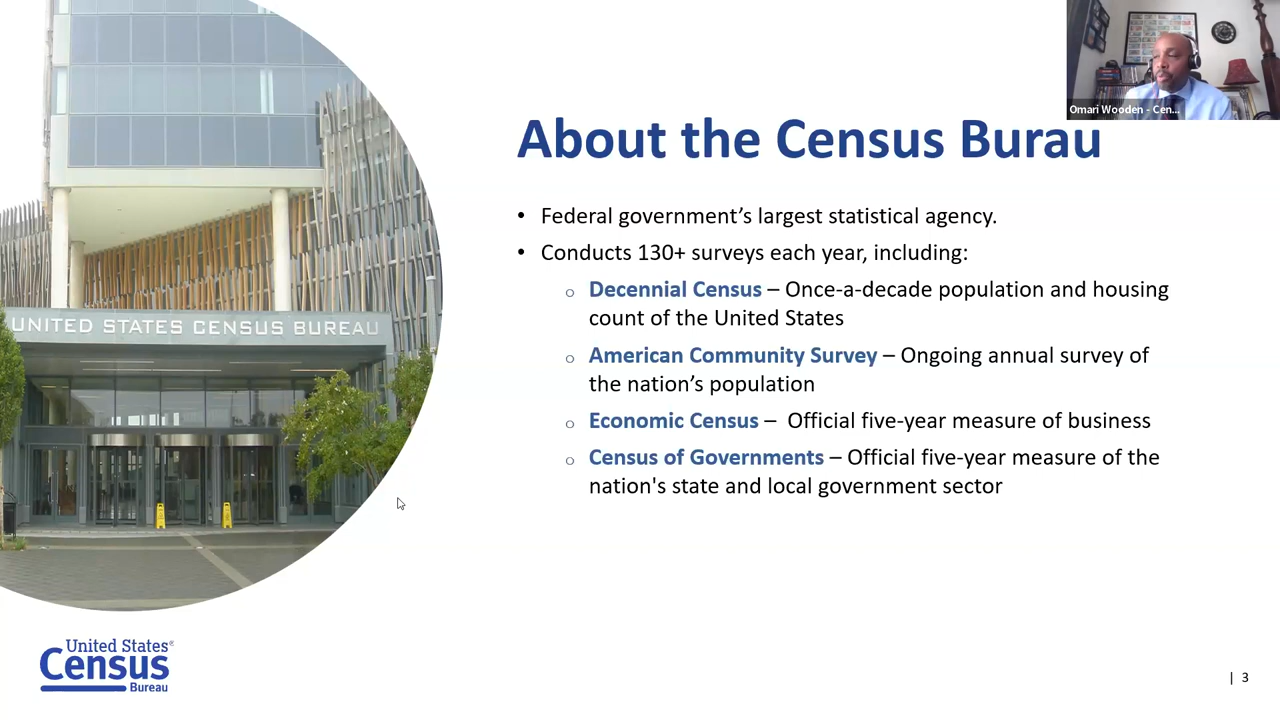 Omari Wooden - Cen...
About the Census Burau
• Federal government’s largest statistical agency.
• Conducts 130+ surveys each year, including:
o Decennial Census – Once-a-decade population and housing
count of the United States
o American Community Survey – Ongoing annual survey of
the nation’s population
o Economic Census – Official five-year measure of business
o Census of Governments – Official five-year measure of the
nation's state and local government sector
UNITED STATES CENSUS BUREAU
United States®
Census
Bureau
| 3